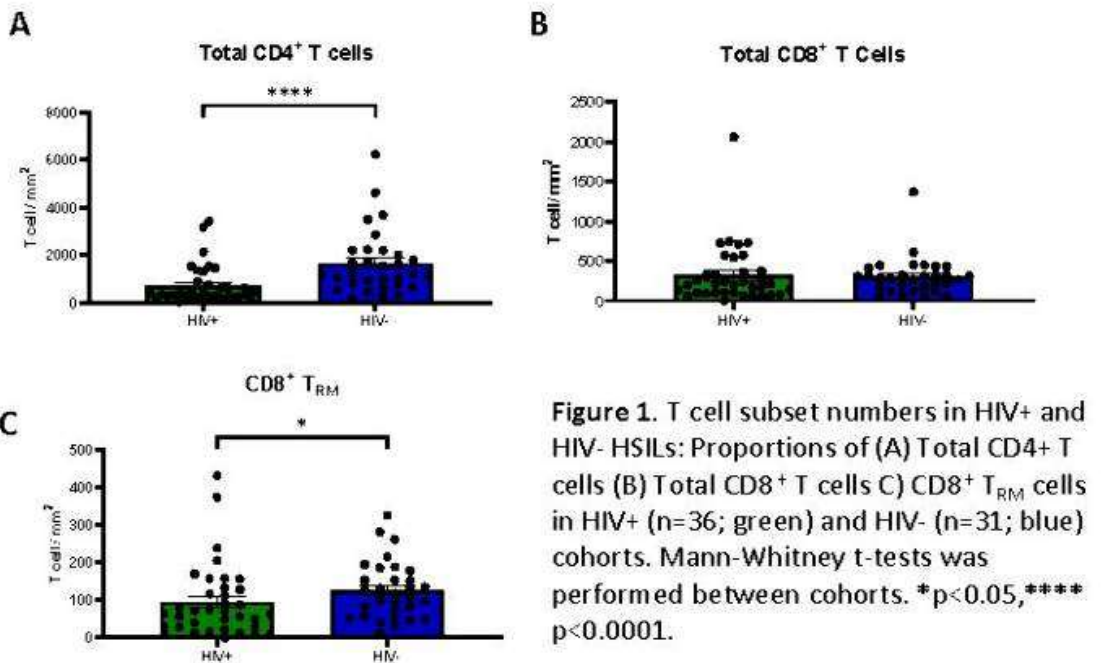 A
Total CD4⁺ T cells
****
8000
6000
4000
2000
0
T cell/mm²
HIV+
HIV-
B
Total CD8⁺ T Cells
2500
2000
1500
1000
500
0
T cell/mm²
HIV+
HIV-
C
CD8⁺ T_RM
*
500
400
300
200
100
0
T cell/mm²
HIV+
HIV-
Figure 1. T cell subset numbers in HIV+ and
HIV- HSILs: Proportions of (A) Total CD4+ T
cells (B) Total CD8⁺ T cells C) CD8⁺ T_RM cells
in HIV+ (n=36; green) and HIV- (n=31; blue)
cohorts. Mann-Whitney t-tests was
performed between cohorts. *p<0.05,****
p<0.0001.